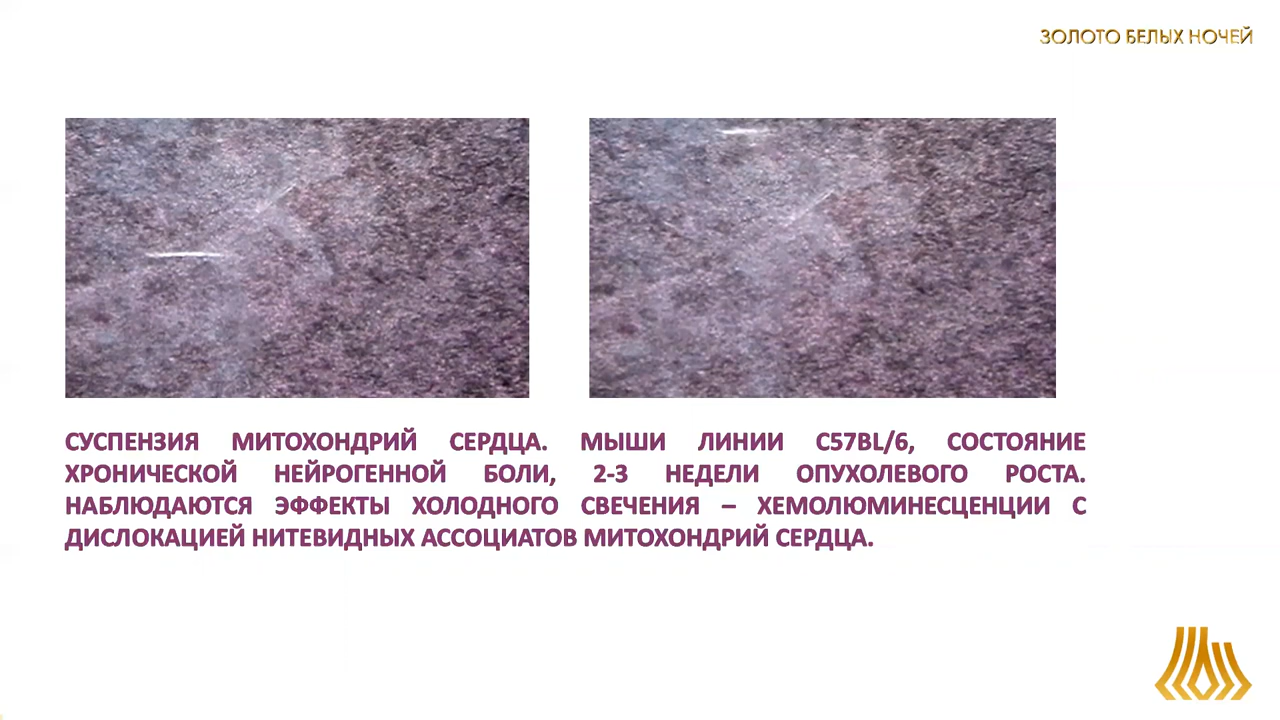 ЗОЛОТО БЕЛЫХ НОЧЕЙ
СУСПЕНЗИЯ МИТОХОНДРИЙ СЕРДЦА. МЫШИ ЛИНИИ C57BL/6, СОСТОЯНИЕ
ХРОНИЧЕСКОЙ НЕЙРОГЕННОЙ БОЛИ, 2-3 НЕДЕЛИ ОПУХОЛЕВОГО РОСТА.
НАБЛЮДАЮТСЯ ЭФФЕКТЫ ХОЛОДНОГО СВЕЧЕНИЯ – ХЕМОЛЮМИНЕСЦЕНЦИИ С
ДИСЛОКАЦИЕЙ НИТЕВИДНЫХ АССОЦИАТОВ МИТОХОНДРИЙ СЕРДЦА.